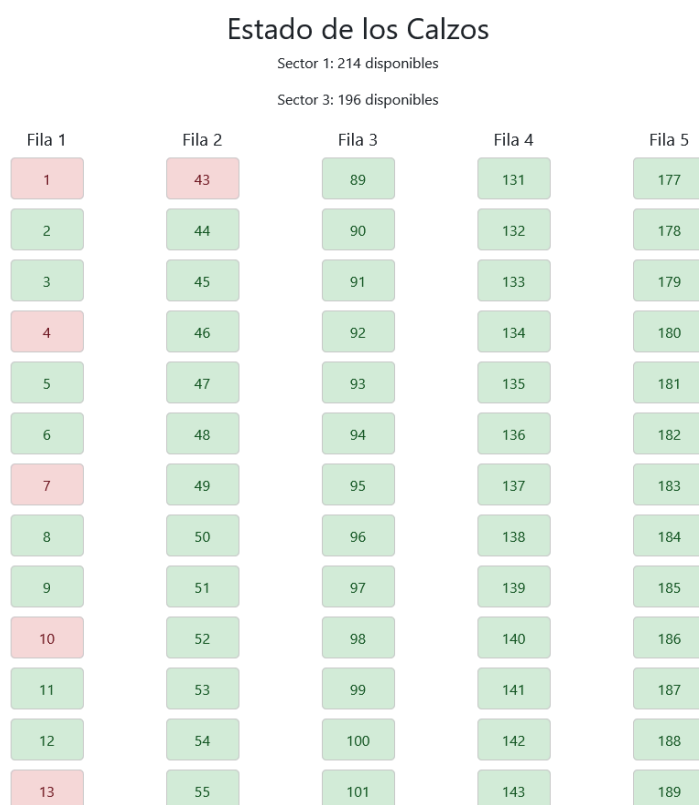 Estado de los Calzos
Sector 1: 214 disponibles
Sector 3: 196 disponibles
Fila 1 Fila 2 Fila 3 Fila 4 Fila 5
1 43 89 131 177
2 44 90 132 178
3 45 91 133 179
4 46 92 134 180
5 47 93 135 181
6 48 94 136 182
7 49 95 137 183
8 50 96 138 184
9 51 97 139 185
10 52 98 140 186
11 53 99 141 187
12 54 100 142 188
13 55 101 143 189